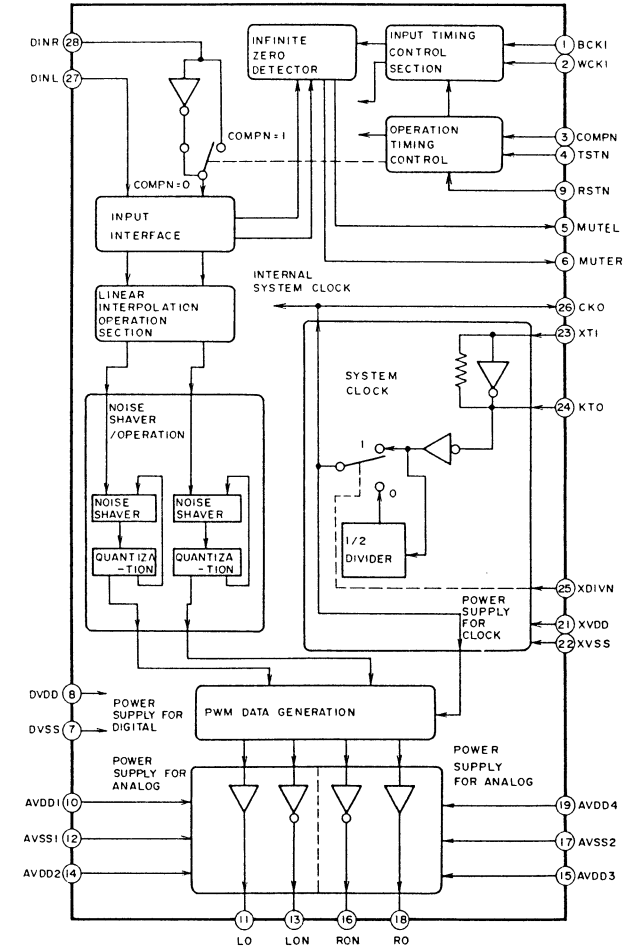 DINR 28
DINL 27
INFINITE
ZERO
DETECTOR
INPUT TIMING
CONTROL
SECTION
1 BCK1
2 WCK1
COMPN=1
OPERATION
TIMING
CONTROL
3 COMPN
4 TSTN
9 RSTN
COMPN=0
INPUT
INTERFACE
5 MUTEL
6 MUTER
INTERNAL
SYSTEM CLOCK
26 CKO
LINEAR
INTERPOLATION
OPERATION
SECTION
23 XT1
SYSTEM
CLOCK
24 KTO
NOISE
SHAVER
/OPERATION
1
0
NOISE
SHAVER
NOISE
SHAVER
QUANTIZA
-TION
QUANTIZA
-TION
1/2
DIVIDER
25 XDIVN
POWER
SUPPLY
FOR
CLOCK
21 XVDD
22 XVSS
DVDD 8
DVSS 7
POWER
SUPPLY FOR
DIGITAL
PWM DATA GENERATION
POWER
SUPPLY FOR
ANALOG
POWER
SUPPLY
FOR ANALOG
AVDD1 10
AVSS1 12
AVDD2 14
19 AVDD4
17 AVSS2
15 AVDD3
11
13
16
18
LO
LON
RON
RO